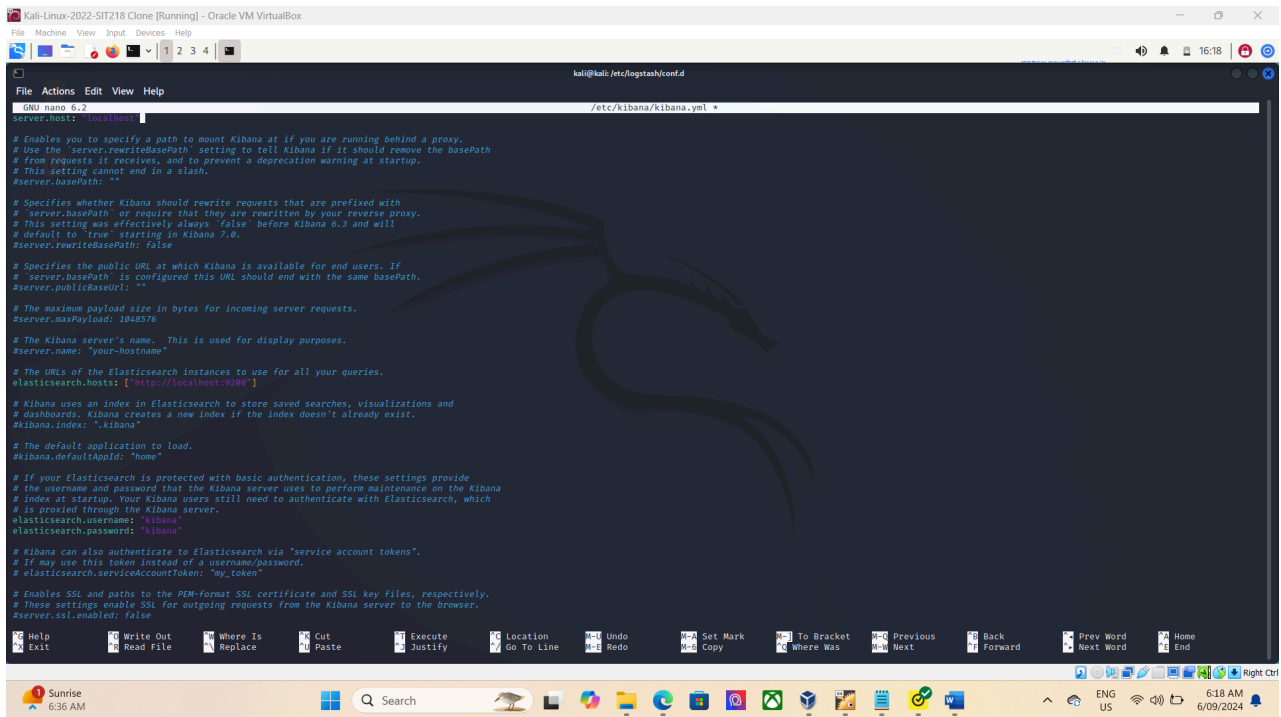 Kali-Linux-2022-SIT218 Clone [Running] - Oracle VM VirtualBox
File Machine View Input Devices Help
1 2 3 4
16:18
kali@kali: /etc/logstash/conf.d
File Actions Edit View Help
GNU nano 6.2 /etc/kibana/kibana.yml *
server.host: "localhost"
# Enables you to specify a path to mount Kibana at if you are running behind a proxy.
# Use the `server.rewriteBasePath` setting to tell Kibana if it should remove the basePath
# from requests it receives, and to prevent a deprecation warning at startup.
# This setting cannot end in a slash.
#server.basePath: ""
# Specifies whether Kibana should rewrite requests that are prefixed with
# `server.basePath` or require that they are rewritten by your reverse proxy.
# This setting was effectively always `false` before Kibana 6.3 and will
# default to `true` starting in Kibana 7.0.
#server.rewriteBasePath: false
# Specifies the public URL at which Kibana is available for end users. If
# `server.basePath` is configured this URL should end with the same basePath.
#server.publicBaseUrl: ""
# The maximum payload size in bytes for incoming server requests.
#server.maxPayload: 1048576
# The Kibana server's name. This is used for display purposes.
#server.name: "your-hostname"
# The URLs of the Elasticsearch instances to use for all your queries.
elasticsearch.hosts: ["http://localhost:9200"]
# Kibana uses an index in Elasticsearch to store saved searches, visualizations and
# dashboards. Kibana creates a new index if the index doesn't already exist.
#kibana.index: ".kibana"
# The default application to load.
#kibana.defaultAppId: "home"
# If your Elasticsearch is protected with basic authentication, these settings provide
# the username and password that the Kibana server uses to perform maintenance on the Kibana
# index at startup. Your Kibana users still need to authenticate with Elasticsearch, which
# is proxied through the Kibana server.
elasticsearch.username: "kibana"
elasticsearch.password: "kibana"
# Kibana can also authenticate to Elasticsearch via "service account tokens".
# If may use this token instead of a username/password.
# elasticsearch.serviceAccountToken: "my_token"
# Enables SSL and paths to the PEM-format SSL certificate and SSL key files, respectively.
# These settings enable SSL for outgoing requests from the Kibana server to the browser.
#server.ssl.enabled: false
^G Help ^O Write Out ^W Where Is ^K Cut ^T Execute ^C Location M-U Undo M-A Set Mark M-] To Bracket M-Q Previous ^B Back ^◂ Prev Word ^A Home
^X Exit ^R Read File ^\ Replace ^U Paste ^J Justify ^/ Go To Line M-E Redo M-6 Copy ^Q Where Was M-W Next ^F Forward ^▸ Next Word ^E End
Right Ctrl
1
Sunrise
6:36 AM
Search
ENG
US
6:18 AM
6/09/2024